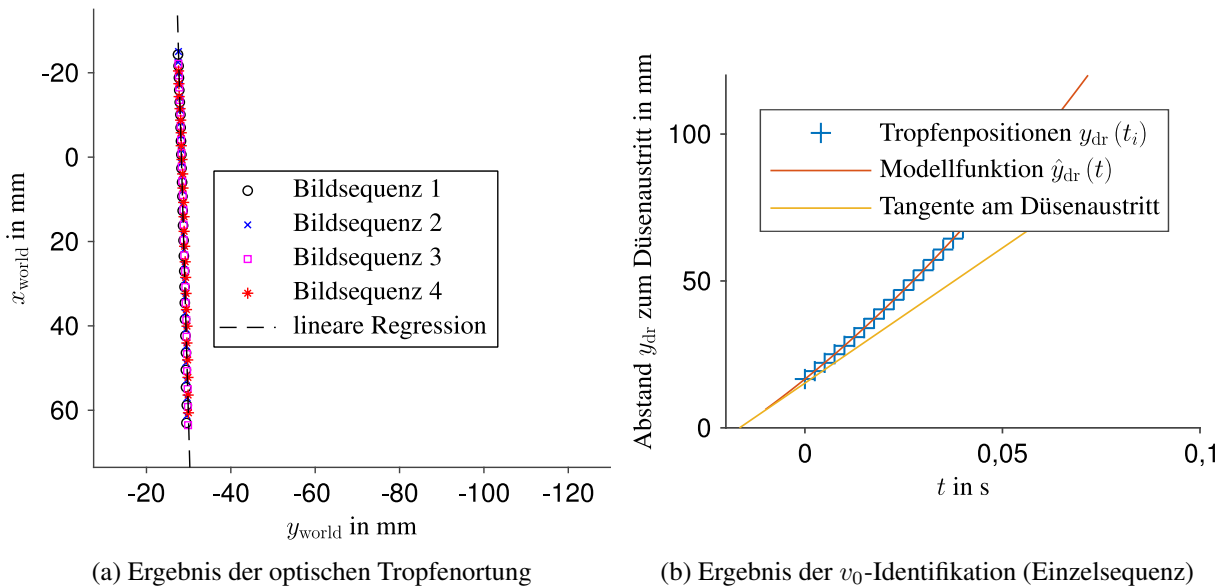 -20
0
20
40
60
x_world in mm
-20 -40 -60 -80 -100 -120
y_world in mm
Bildsequenz 1
Bildsequenz 2
Bildsequenz 3
Bildsequenz 4
lineare Regression
(a) Ergebnis der optischen Tropfenortung
Abstand y_dr zum Düsenaustritt in mm
100
50
0
0 0,05 0,1
t in s
Tropfenpositionen y_dr (t_i)
Modellfunktion ŷ_dr (t)
Tangente am Düsenaustritt
(b) Ergebnis der v_0-Identifikation (Einzelsequenz)